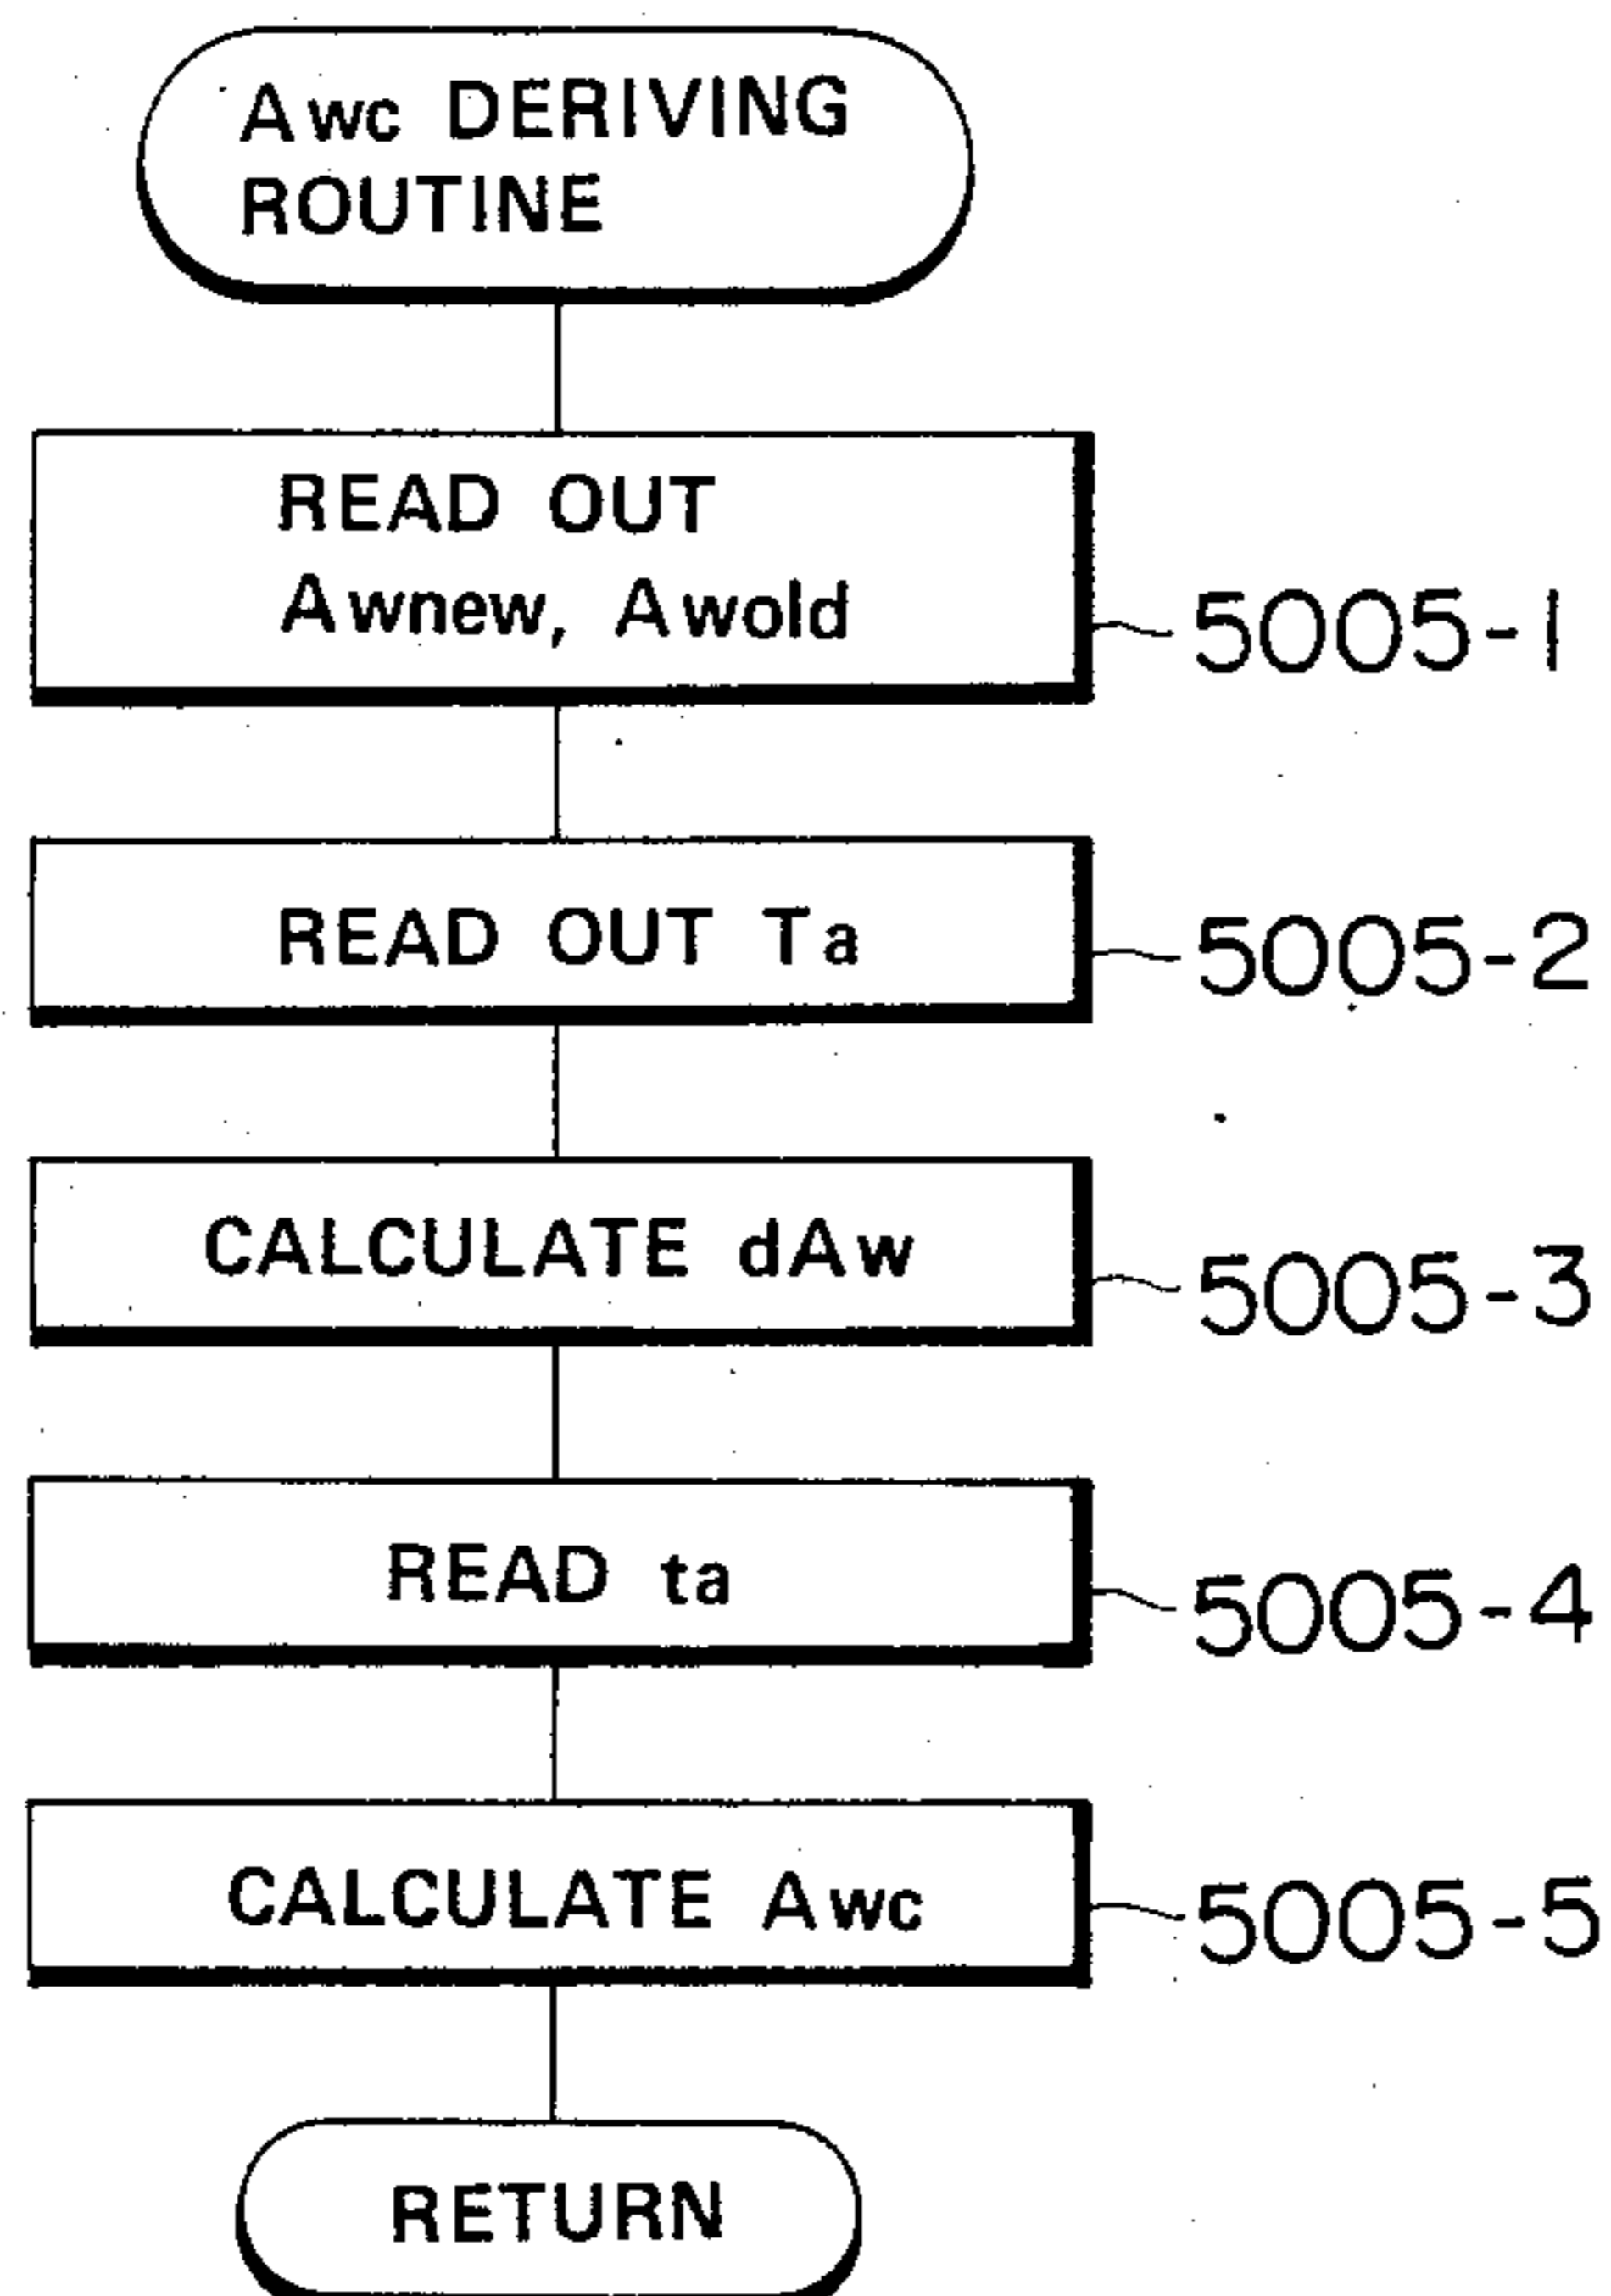 Awc DERIVING
ROUTINE
READ OUT
Awnew, Awold
5005-1
READ OUT Ta
5005-2
CALCULATE dAw
5005-3
READ ta
5005-4
CALCULATE Awc
5005-5
RETURN